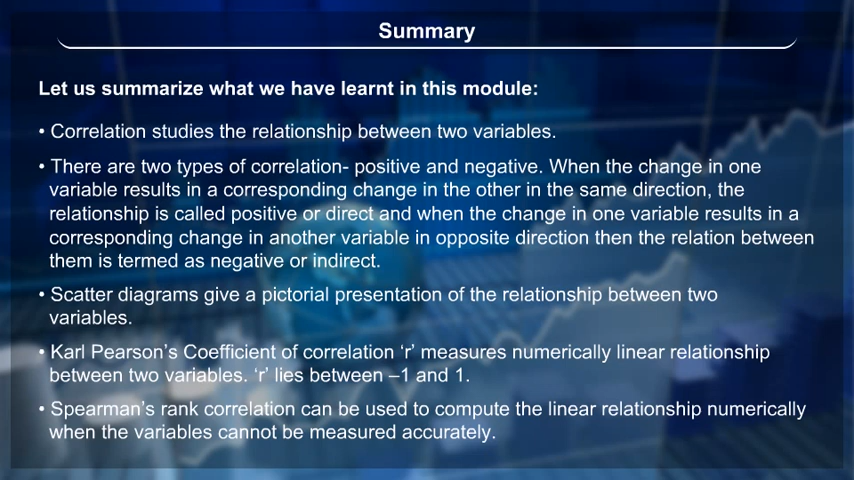 Summary
Let us summarize what we have learnt in this module:
• Correlation studies the relationship between two variables.
• There are two types of correlation- positive and negative. When the change in one
variable results in a corresponding change in the other in the same direction, the
relationship is called positive or direct and when the change in one variable results in a
corresponding change in another variable in opposite direction then the relation between
them is termed as negative or indirect.
• Scatter diagrams give a pictorial presentation of the relationship between two
variables.
• Karl Pearson’s Coefficient of correlation ‘r’ measures numerically linear relationship
between two variables. ‘r’ lies between –1 and 1.
• Spearman’s rank correlation can be used to compute the linear relationship numerically
when the variables cannot be measured accurately.